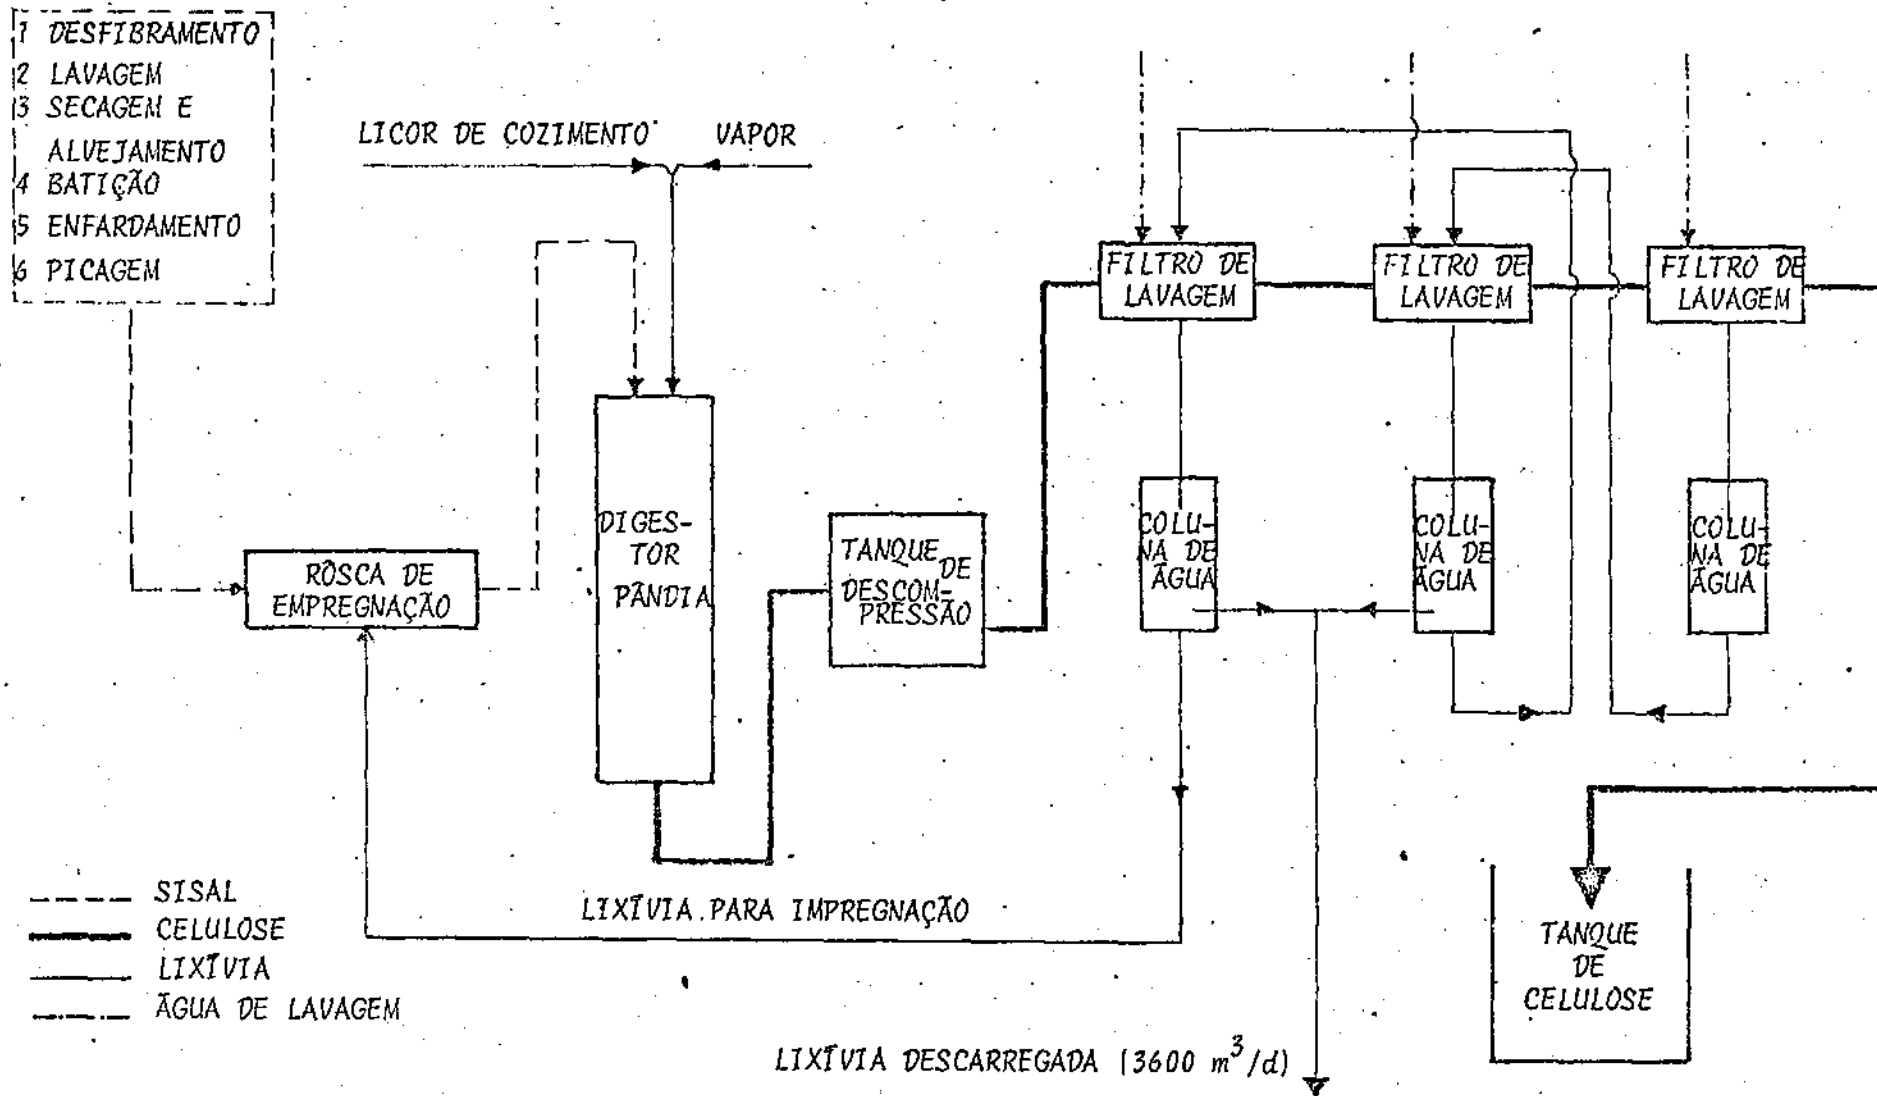 1 DESFIBRAMENTO
2 LAVAGEM
3 SECAGEM E
ALVEJAMENTO
4 BATIÇÃO
5 ENFARDAMENTO
6 PICAGEM
LICOR DE COZIMENTO
VAPOR
FILTRO DE
LAVAGEM
FILTRO DE
LAVAGEM
FILTRO DE
LAVAGEM
RÔSCA DE
EMPREGNAÇÃO
DIGES-
TOR
PÂNDIA
TANQUE DE
DESCOM-
PRESSÃO
COLU-
NA DE
ÁGUA
COLU-
NA DE
ÁGUA
COLU-
NA DE
ÁGUA
SISAL
CELULOSE
LIXÍVIA
ÁGUA DE LAVAGEM
LIXÍVIA PARA IMPREGNAÇÃO
TANQUE
DE
CELULOSE
LIXÍVIA DESCARREGADA (3600 m³/d)